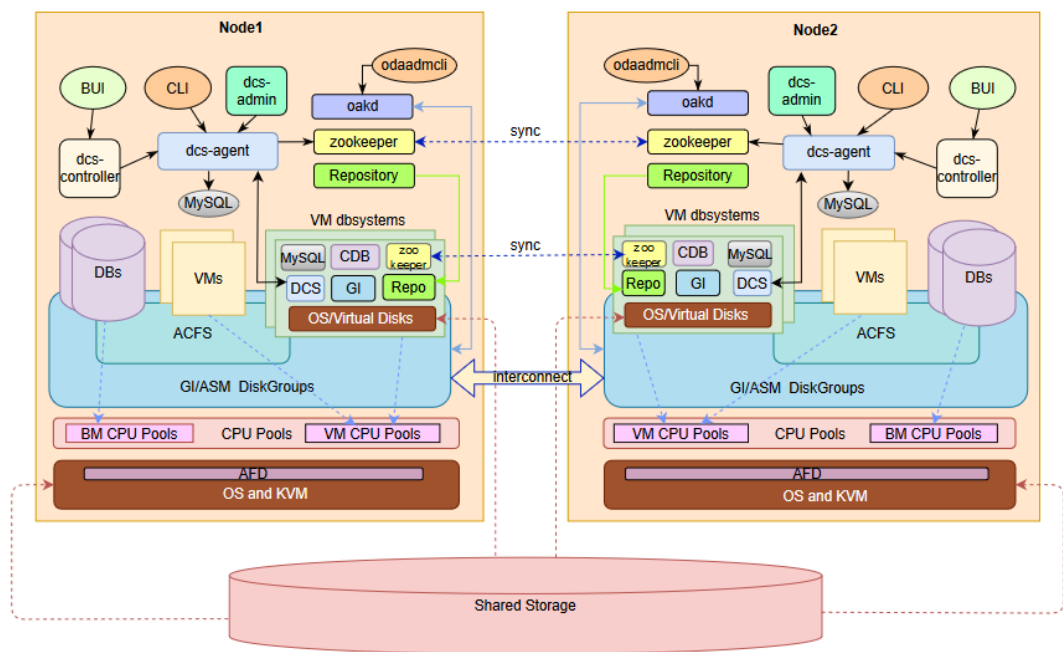 Node1
BUI
CLI
dcs-
admin
odaadmcli
oakd
dcs-
controller
dcs-agent
zookeeper
MySQL
Repository
VM dbsystems
DBs
VMs
MySQL
CDB
zoo
keeper
DCS
GI
Repo
OS/Virtual Disks
ACFS
GI/ASM DiskGroups
BM CPU Pools
CPU Pools
VM CPU Pools
AFD
OS and KVM
sync
sync
interconnect
Node2
odaadmcli
oakd
dcs-
admin
CLI
BUI
zookeeper
dcs-agent
dcs-
controller
Repository
MySQL
VM dbsystems
zoo
keeper
CDB
MySQL
Repo
GI
DCS
OS/Virtual Disks
VMs
DBs
ACFS
GI/ASM DiskGroups
VM CPU Pools
CPU Pools
BM CPU Pools
AFD
OS and KVM
Shared Storage